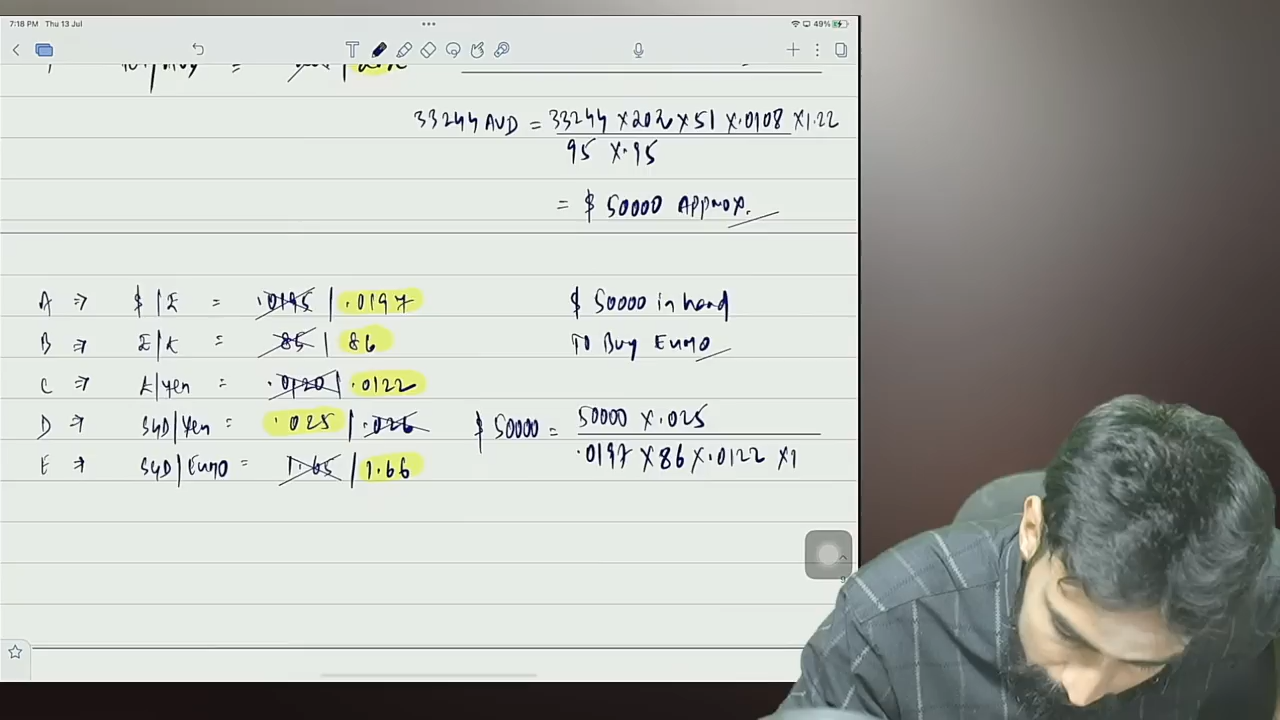 7:18 PM Thu 13 Jul
49%
33244 AUD = 33244 × 202 × 51 × .0108 × 1.22
95 × .95
= $ 50000 Approx.
A ⇒ $|£ = .0195 | .0197
$ 50000 in hand
B ⇒ £|K = 85 | 86
To Buy Euro
C ⇒ K|Yen = .0120 | .0122
D ⇒ SGD|Yen = .025 | .026
$ 50000 = 50000 × .025
.0197 × 86 × .0122 × 1
E ⇒ SGD|Euro = 1.65 | 1.66